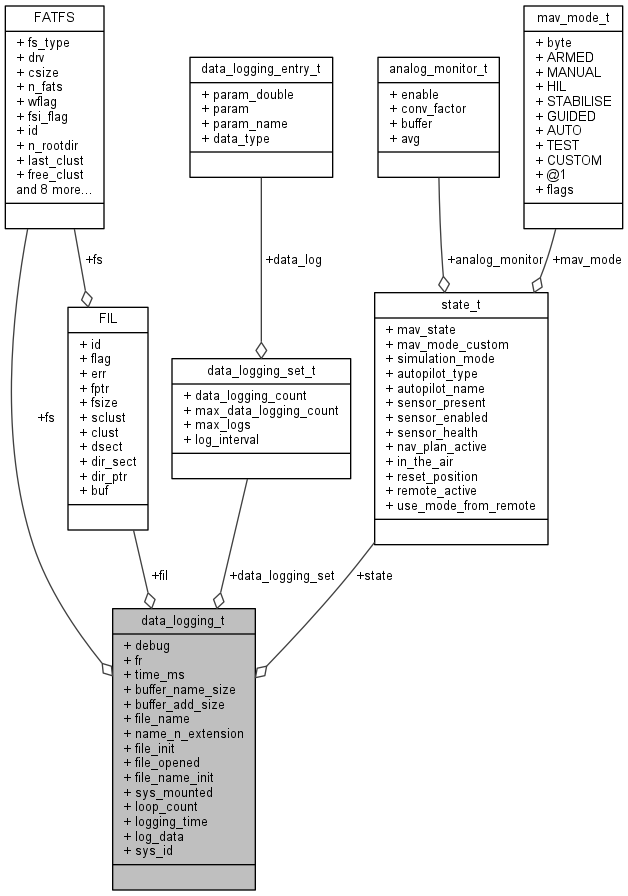 FATFS
+ fs_type
+ drv
+ csize
+ n_fats
+ wflag
+ fsi_flag
+ id
+ n_rootdir
+ last_clust
+ free_clust
and 8 more...
data_logging_entry_t
+ param_double
+ param
+ param_name
+ data_type
analog_monitor_t
+ enable
+ conv_factor
+ buffer
+ avg
mav_mode_t
+ byte
+ ARMED
+ MANUAL
+ HIL
+ STABILISE
+ GUIDED
+ AUTO
+ TEST
+ CUSTOM
+ @1
+ flags
+fs
+data_log
+analog_monitor
+mav_mode
FIL
+ id
+ flag
+ err
+ fptr
+ fsize
+ sclust
+ clust
+ dsect
+ dir_sect
+ dir_ptr
+ buf
data_logging_set_t
+ data_logging_count
+ max_data_logging_count
+ max_logs
+ log_interval
state_t
+ mav_state
+ mav_mode_custom
+ simulation_mode
+ autopilot_type
+ autopilot_name
+ sensor_present
+ sensor_enabled
+ sensor_health
+ nav_plan_active
+ in_the_air
+ reset_position
+ remote_active
+ use_mode_from_remote
+fs
+fil
+data_logging_set
+state
data_logging_t
+ debug
+ fr
+ time_ms
+ buffer_name_size
+ buffer_add_size
+ file_name
+ name_n_extension
+ file_init
+ file_opened
+ file_name_init
+ sys_mounted
+ loop_count
+ logging_time
+ log_data
+ sys_id